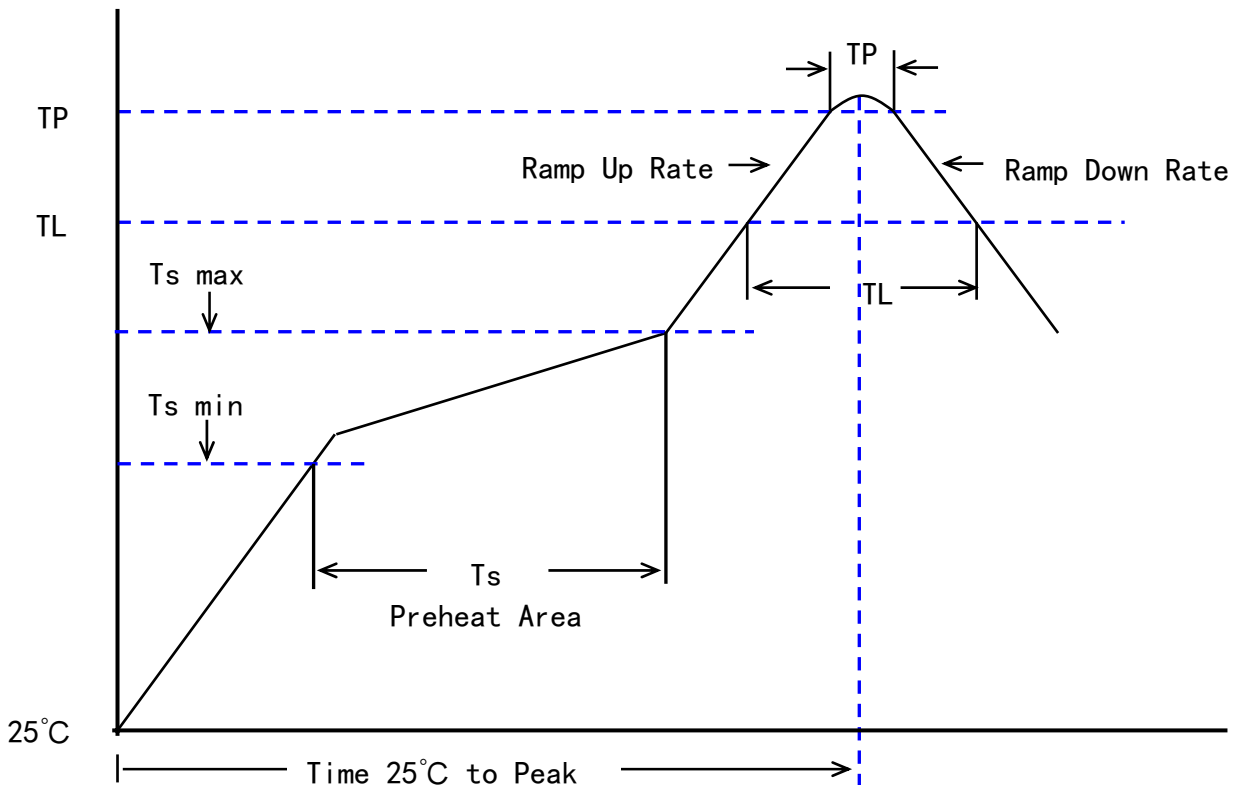 TP
TP
Ramp Up Rate
Ramp Down Rate
TL
Ts max
TL
Ts min
Ts
Preheat Area
25℃
Time 25℃ to Peak